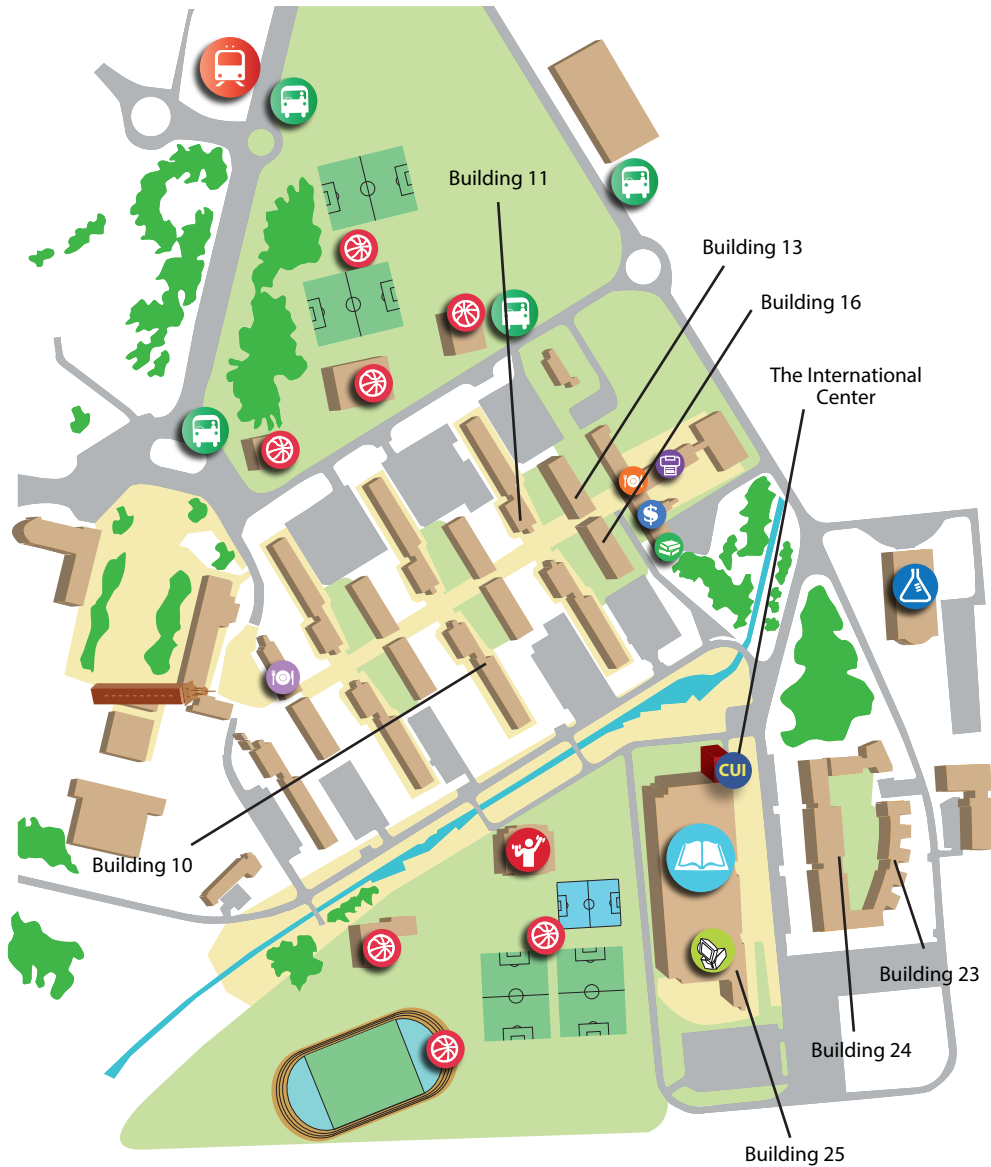 Building 11
Building 13
Building 16
The International
Center
$
CUI
Building 10
Building 23
Building 24
Building 25